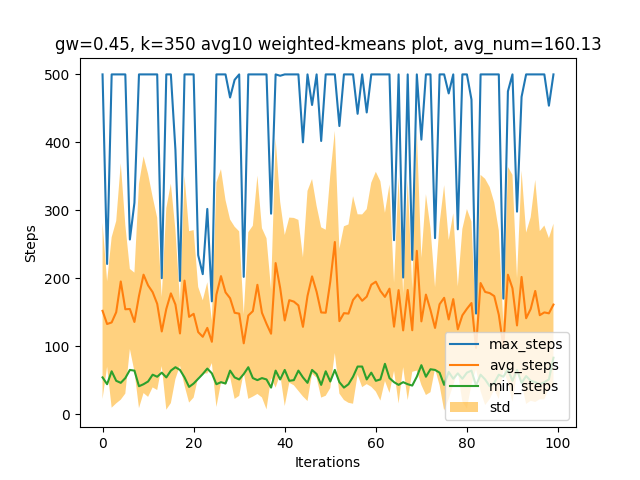 gw=0.45, k=350 avg10 weighted-kmeans plot, avg_num=160.13
500
400
300
200
100
0
Steps
0 20 40 60 80 100
Iterations
max_steps
avg_steps
min_steps
std